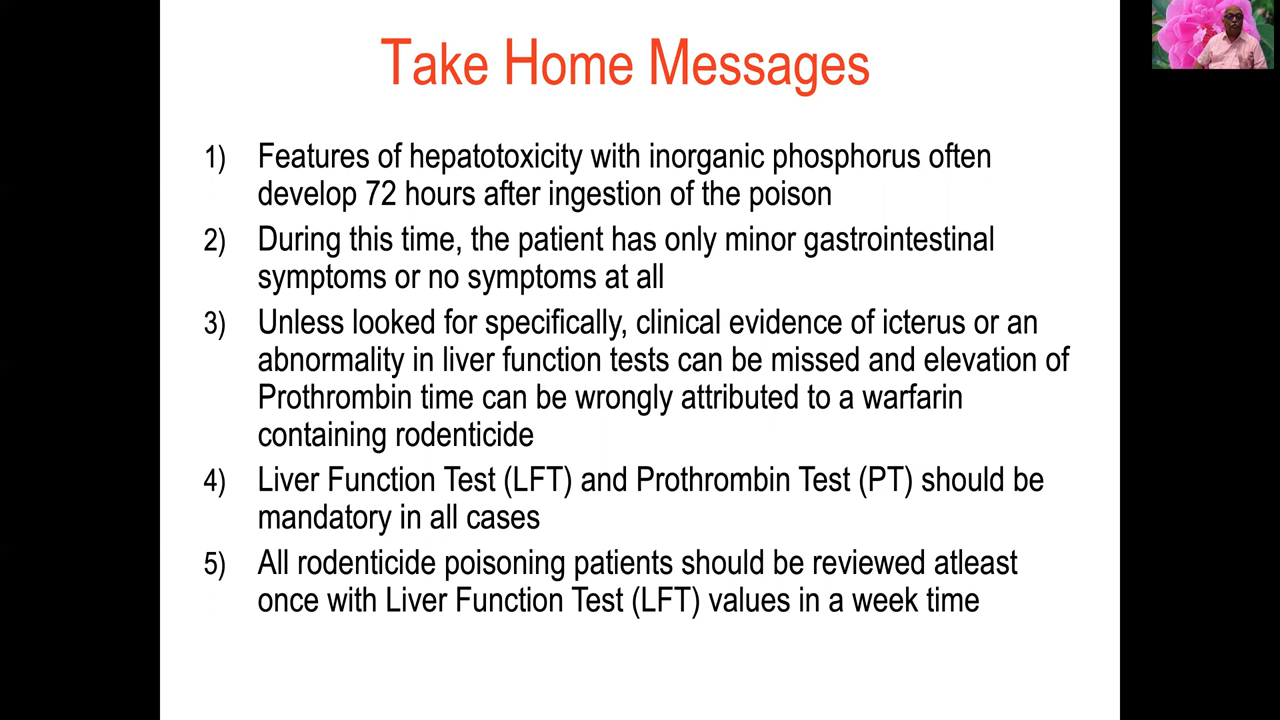 Take Home Messages
1) Features of hepatotoxicity with inorganic phosphorus often
develop 72 hours after ingestion of the poison
2) During this time, the patient has only minor gastrointestinal
symptoms or no symptoms at all
3) Unless looked for specifically, clinical evidence of icterus or an
abnormality in liver function tests can be missed and elevation of
Prothrombin time can be wrongly attributed to a warfarin
containing rodenticide
4) Liver Function Test (LFT) and Prothrombin Test (PT) should be
mandatory in all cases
5) All rodenticide poisoning patients should be reviewed atleast
once with Liver Function Test (LFT) values in a week time